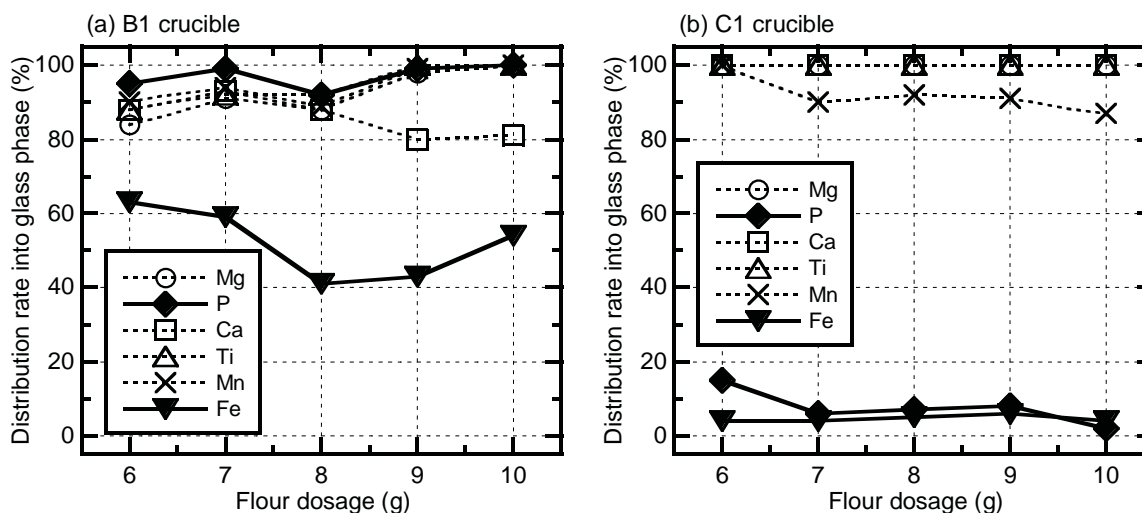 (a) B1 crucible
Distribution rate into glass phase (%)
100
80
60
40
20
0
Mg
P
Ca
Ti
Mn
Fe
6 7 8 9 10
Flour dosage (g)
(b) C1 crucible
Distribution rate into glass phase (%)
100
80
60
40
20
0
Mg
P
Ca
Ti
Mn
Fe
6 7 8 9 10
Flour dosage (g)